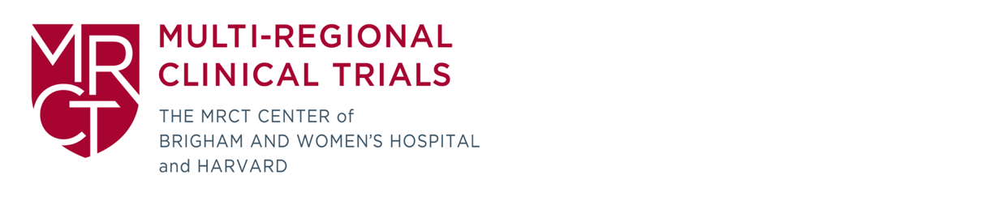 MRCT
MULTI-REGIONAL
CLINICAL TRIALS
THE MRCT CENTER of
BRIGHAM AND WOMEN'S HOSPITAL
and HARVARD